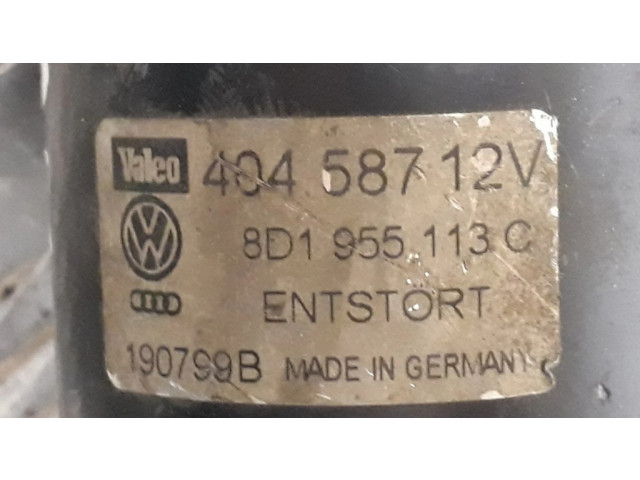 Valeo 404 587 12V
8D1 955 113 C
ENTSTÖRT
190799B MADE IN GERMANY